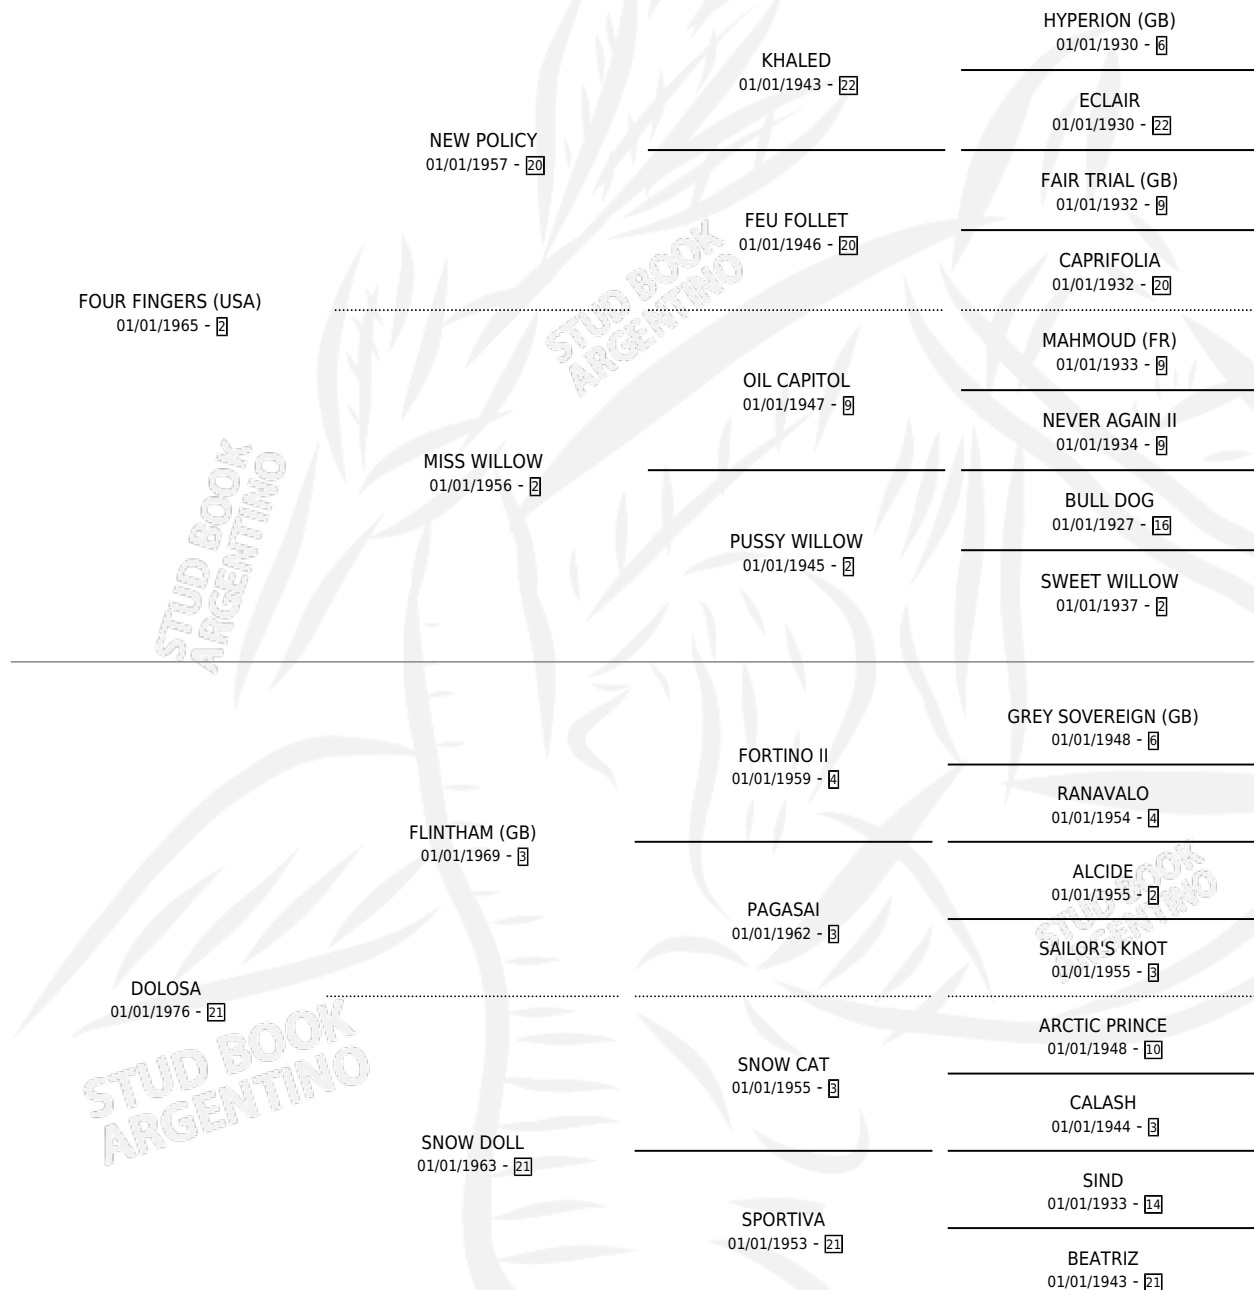 HYPERION (GB)
01/01/1930 - 6
KHALED
01/01/1943 - 22
ECLAIR
01/01/1930 - 22
NEW POLICY
01/01/1957 - 20
FAIR TRIAL (GB)
01/01/1932 - 9
FEU FOLLET
01/01/1946 - 20
CAPRIFOLIA
01/01/1932 - 20
FOUR FINGERS (USA)
01/01/1965 - 2
MAHMOUD (FR)
01/01/1933 - 9
OIL CAPITOL
01/01/1947 - 9
NEVER AGAIN II
01/01/1934 - 9
MISS WILLOW
01/01/1956 - 2
BULL DOG
01/01/1927 - 16
PUSSY WILLOW
01/01/1945 - 2
SWEET WILLOW
01/01/1937 - 2
GREY SOVEREIGN (GB)
01/01/1948 - 6
FORTINO II
01/01/1959 - 4
RANAVALO
01/01/1954 - 4
FLINTHAM (GB)
01/01/1969 - 3
ALCIDE
01/01/1955 - 2
PAGASAI
01/01/1962 - 3
SAILOR'S KNOT
01/01/1955 - 3
DOLOSA
01/01/1976 - 21
ARCTIC PRINCE
01/01/1948 - 10
SNOW CAT
01/01/1955 - 3
CALASH
01/01/1944 - 3
SNOW DOLL
01/01/1963 - 21
SIND
01/01/1933 - 14
SPORTIVA
01/01/1953 - 21
BEATRIZ
01/01/1943 - 21
STUD BOOK
ARGENTINO
STUD BOOK
ARGENTINO
STUD BOOK
ARGENTINO
STUD BOOK
ARGENTINO